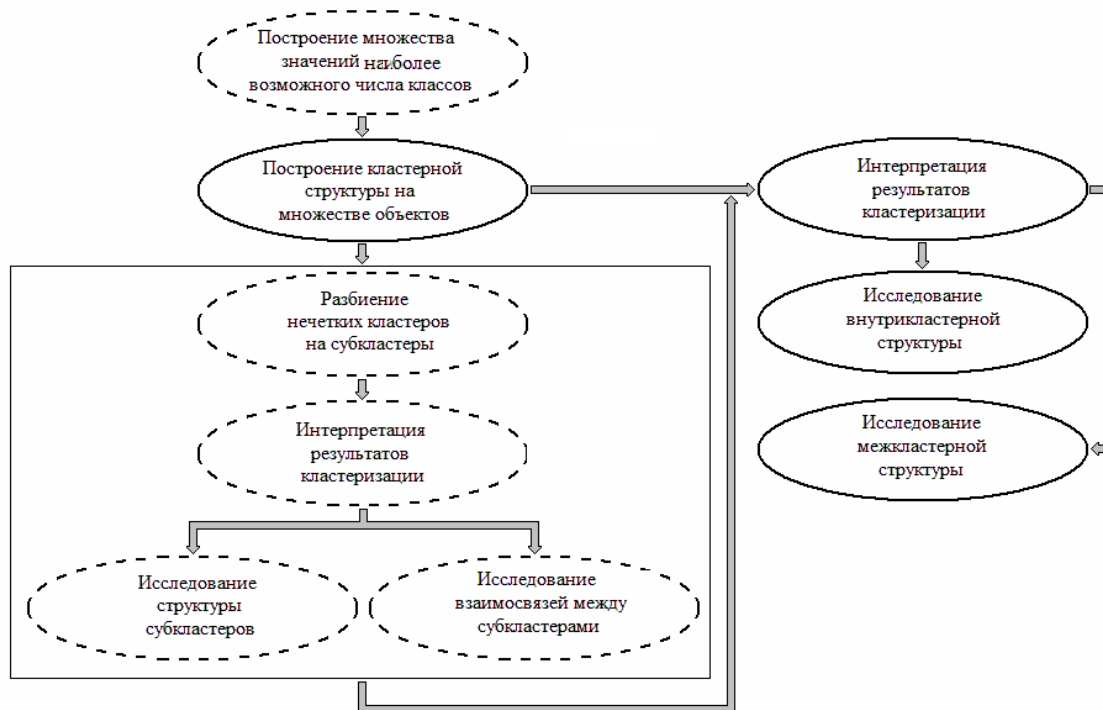 Построение множества
значений наиболее
возможного числа классов
Построение кластерной
структуры на
множестве объектов
Интерпретация
результатов
кластеризации
Разбиение
нечетких кластеров
на субкластеры
Исследование
внутрикластерной
структуры
Интерпретация
результатов
кластеризации
Исследование
межкластерной
структуры
Исследование
структуры
субкластеров
Исследование
взаимосвязей между
субкластерами